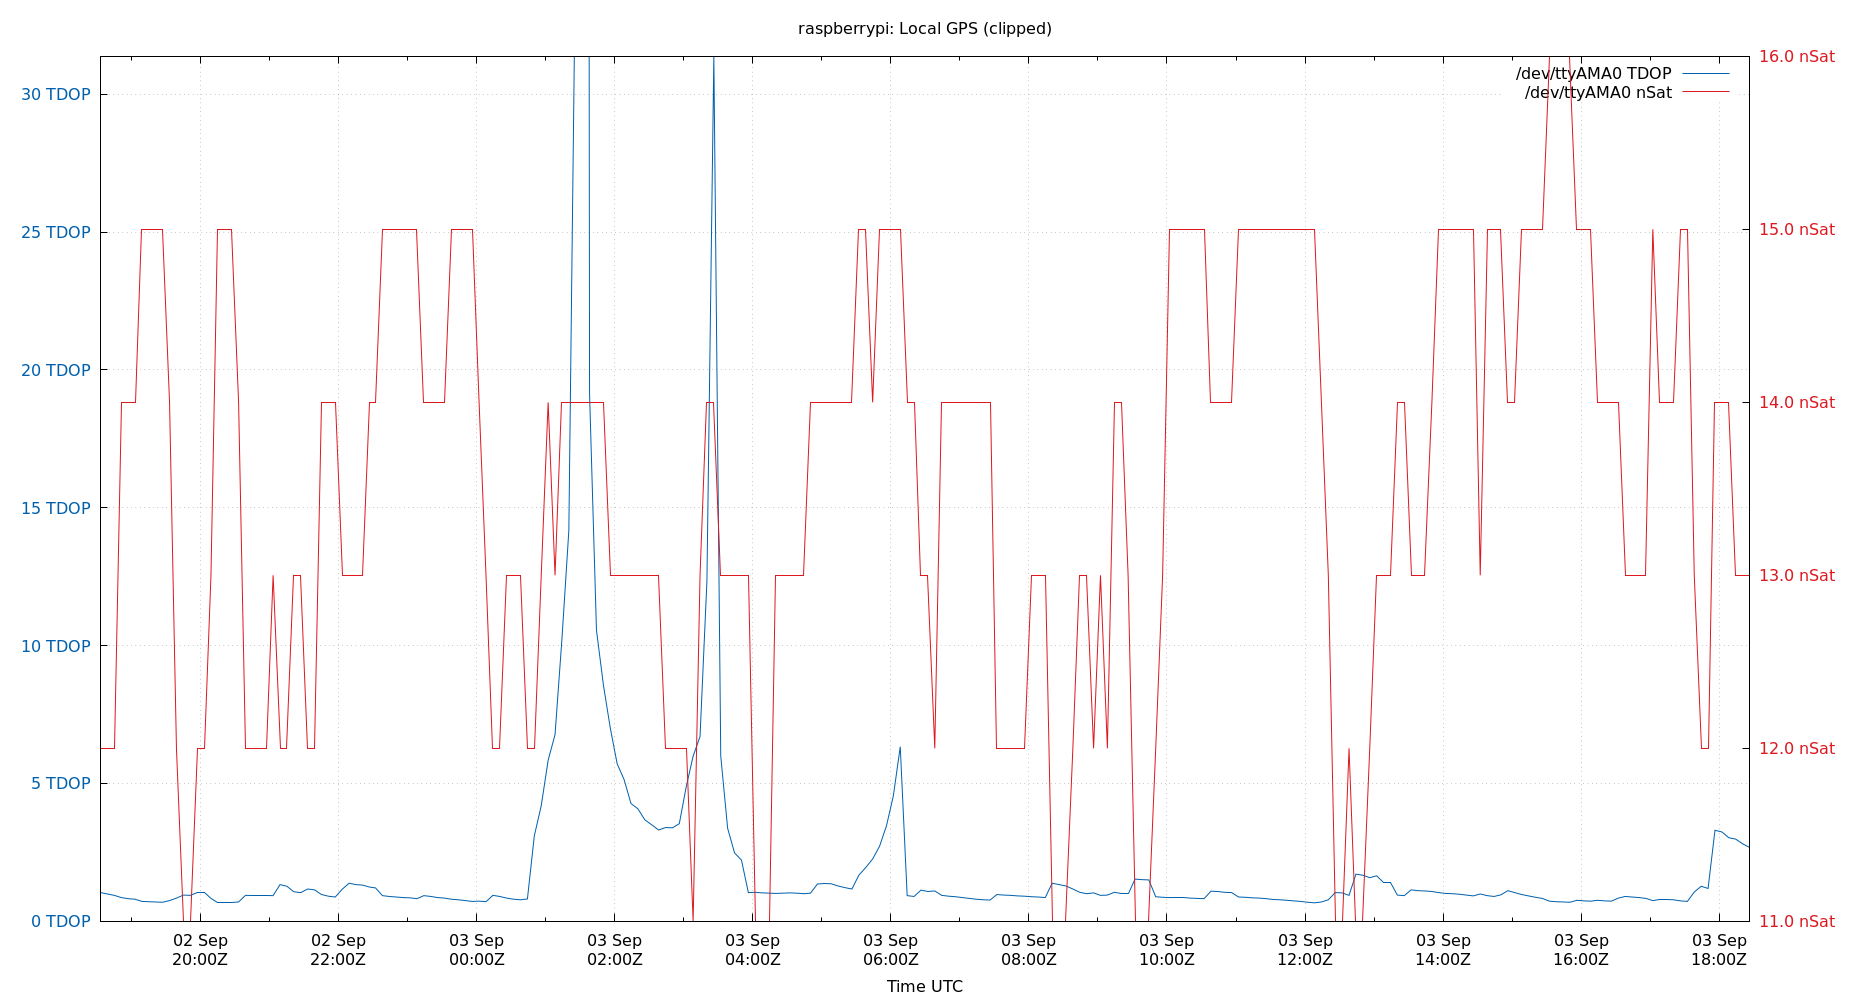 raspberrypi: Local GPS (clipped)
/dev/ttyAMA0 TDOP
/dev/ttyAMA0 nSat
30 TDOP
25 TDOP
20 TDOP
15 TDOP
10 TDOP
5 TDOP
0 TDOP
16.0 nSat
15.0 nSat
14.0 nSat
13.0 nSat
12.0 nSat
11.0 nSat
02 Sep
20:00Z
02 Sep
22:00Z
03 Sep
00:00Z
03 Sep
02:00Z
03 Sep
04:00Z
03 Sep
06:00Z
03 Sep
08:00Z
03 Sep
10:00Z
03 Sep
12:00Z
03 Sep
14:00Z
03 Sep
16:00Z
03 Sep
18:00Z
Time UTC